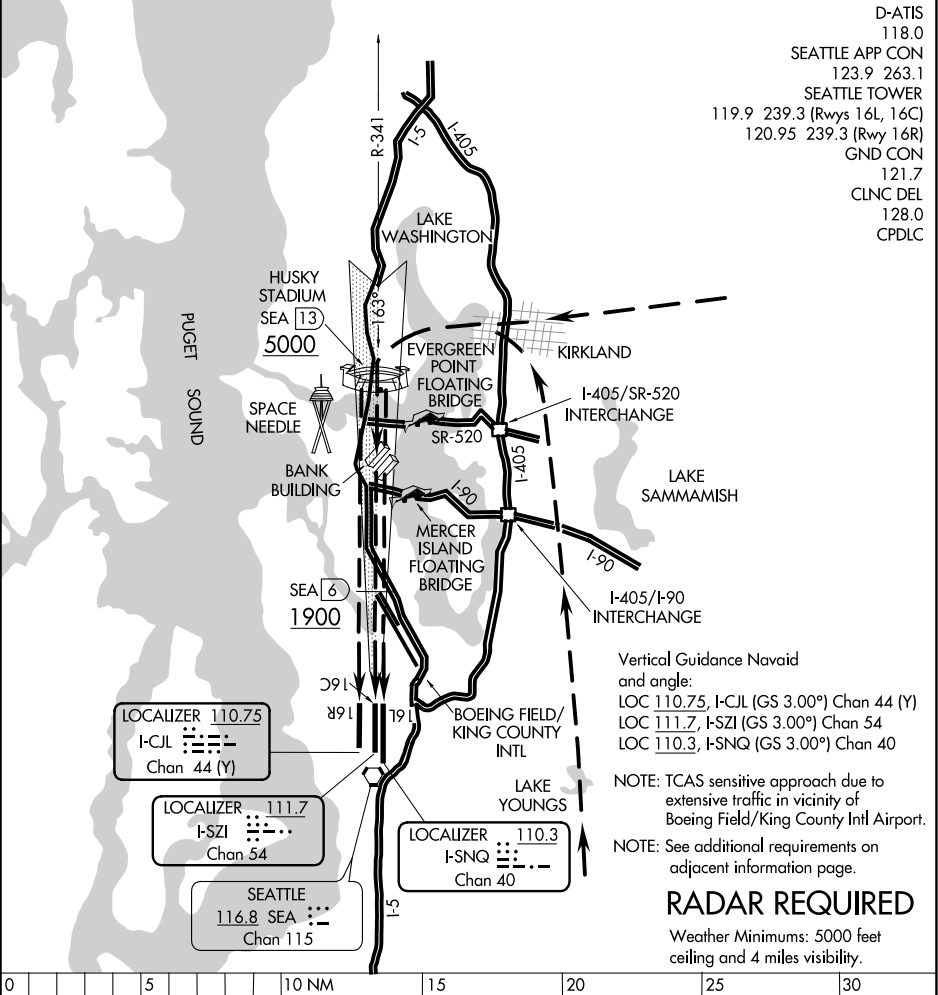 D-ATIS
118.0
SEATTLE APP CON
123.9 263.1
SEATTLE TOWER
119.9 239.3 (Rwys 16L, 16C)
120.95 239.3 (Rwy 16R)
GND CON
121.7
CLNC DEL
128.0
CPDLC
R-341
I-5
I-405
LAKE
WASHINGTON
HUSKY
STADIUM
SEA 13
5000
163°
PUGET
SOUND
EVERGREEN
POINT
FLOATING
BRIDGE
KIRKLAND
SPACE
NEEDLE
I-405/SR-520
INTERCHANGE
SR-520
I-405
BANK
BUILDING
I-90
LAKE
SAMMAMISH
MERCER
ISLAND
FLOATING
BRIDGE
I-90
SEA 6
1900
I-405/I-90
INTERCHANGE
16C
16R
16L
BOEING FIELD/
KING COUNTY
INTL
Vertical Guidance Navaid
and angle:
LOC 110.75, I-CJL (GS 3.00°) Chan 44 (Y)
LOC 111.7, I-SZI (GS 3.00°) Chan 54
LOC 110.3, I-SNQ (GS 3.00°) Chan 40
LOCALIZER 110.75
I-CJL
Chan 44 (Y)
LAKE
YOUNGS
NOTE: TCAS sensitive approach due to
extensive traffic in vicinity of
Boeing Field/King County Intl Airport.
LOCALIZER 111.7
I-SZI
Chan 54
LOCALIZER 110.3
I-SNQ
Chan 40
NOTE: See additional requirements on
adjacent information page.
SEATTLE
116.8 SEA
Chan 115
I-5
RADAR REQUIRED
Weather Minimums: 5000 feet
ceiling and 4 miles visibility.
0 5 10 NM 15 20 25 30